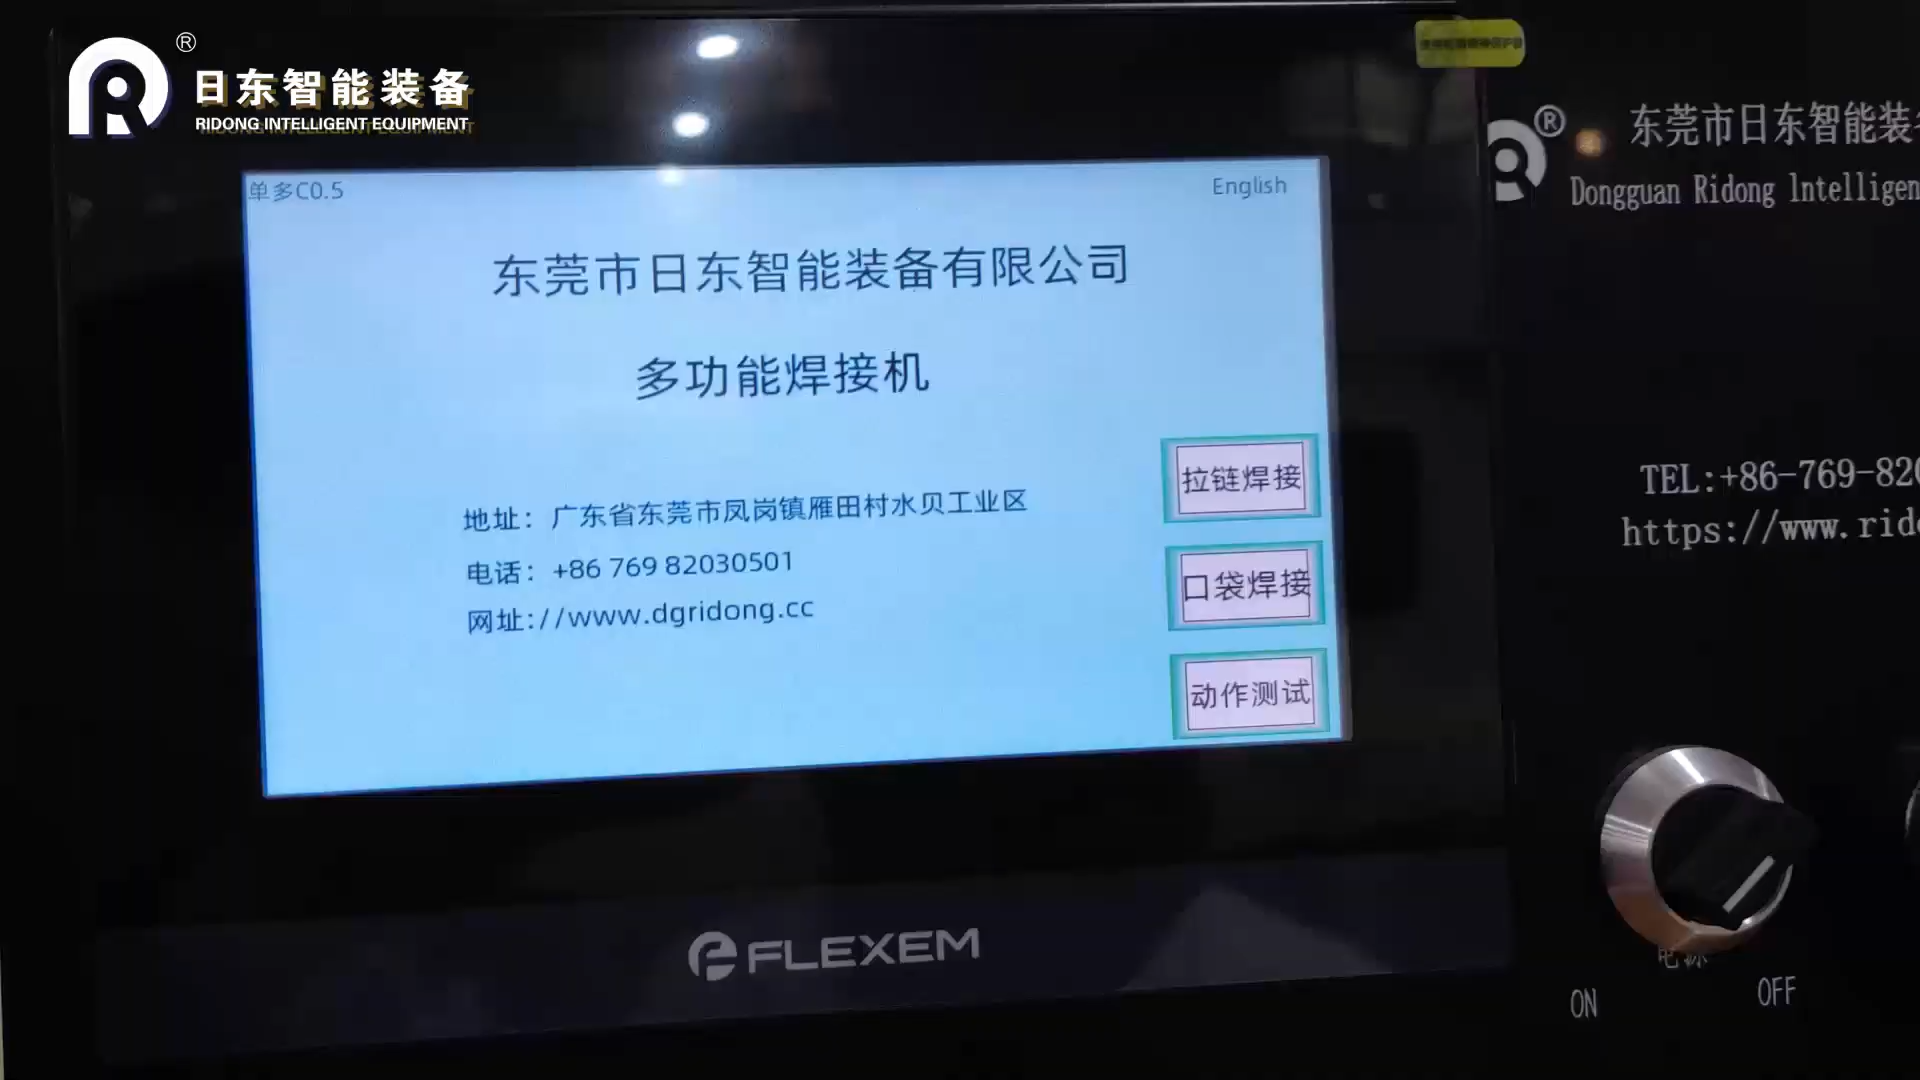 ®
日东智能装备
RIDONG INTELLIGENT EQUIPMENT
单多C0.5
English
东莞市日东智能装备有限公司
多功能焊接机
地址：广东省东莞市凤岗镇雁田村水贝工业区
电话：+86 769 82030501
网址://www.dgridong.cc
拉链焊接
口袋焊接
动作测试
FLEXEM
®
东莞市日东智能装
Dongguan Ridong lntelligen
TEL:+86-769-820
https://www.rid
电源
ON
OFF